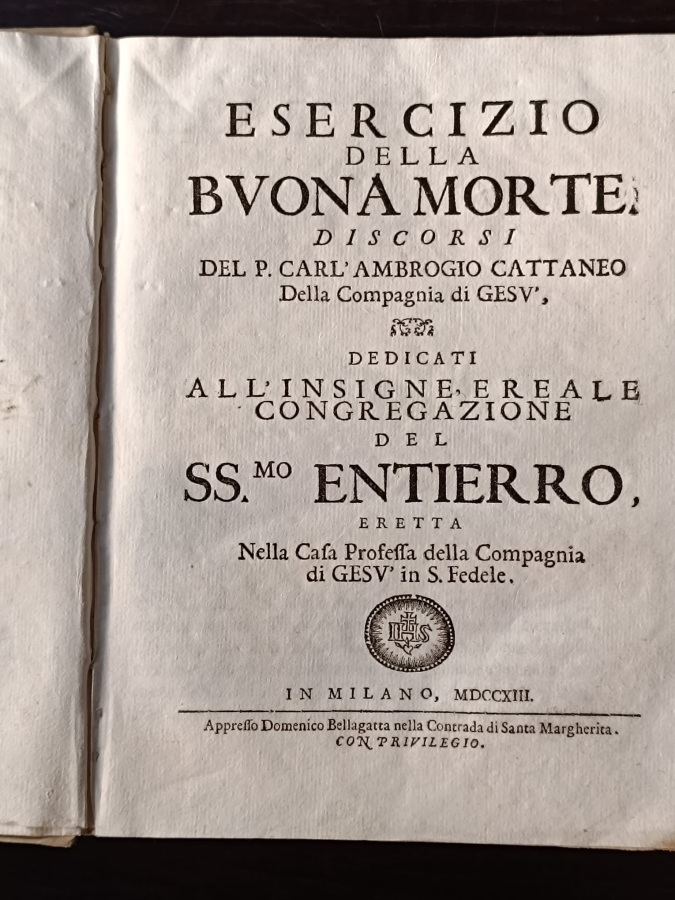 ESERCIZIO
DELLA
BVONA MORTE.
DISCORSI
DEL P. CARL' AMBROGIO CATTANEO
Della Compagnia di GESV',
DEDICATI
ALL'INSIGNE, E REALE
CONGREGAZIONE
DEL
SS.MO ENTIERRO,
ERETTA
Nella Caſa Profeſſa della Compagnia
di GESV' in S. Fedele.
IHS
IN MILANO, MDCCXIII.
Appreſſo Domenico Bellagatta nella Contrada di Santa Margherita.
CON PRIVILEGIO.